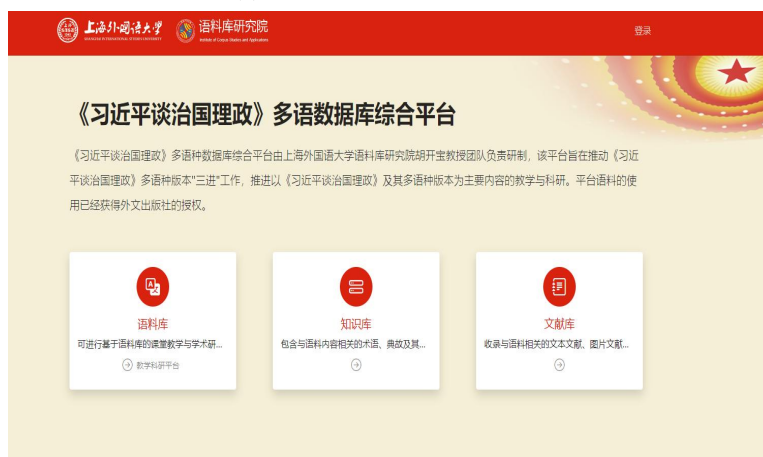 上海外国语大学
SHANGHAI INTERNATIONAL STUDIES UNIVERSITY
语料库研究院
Institute of Corpus Studies and Applications
登录
《习近平谈治国理政》多语数据库综合平台
《习近平谈治国理政》多语种数据库综合平台由上海外国语大学语料库研究院胡开宝教授团队负责研制，该平台旨在推动《习近
平谈治国理政》多语种版本"三进"工作，推进以《习近平谈治国理政》及其多语种版本为主要内容的教学与科研。平台语料的使
用已经获得外文出版社的授权。
语料库
可进行基于语料库的课堂教学与学术研...
教学科研平台
知识库
包含与语料内容相关的术语、典故及其...
文献库
收录与语料相关的文本文献、图片文献...